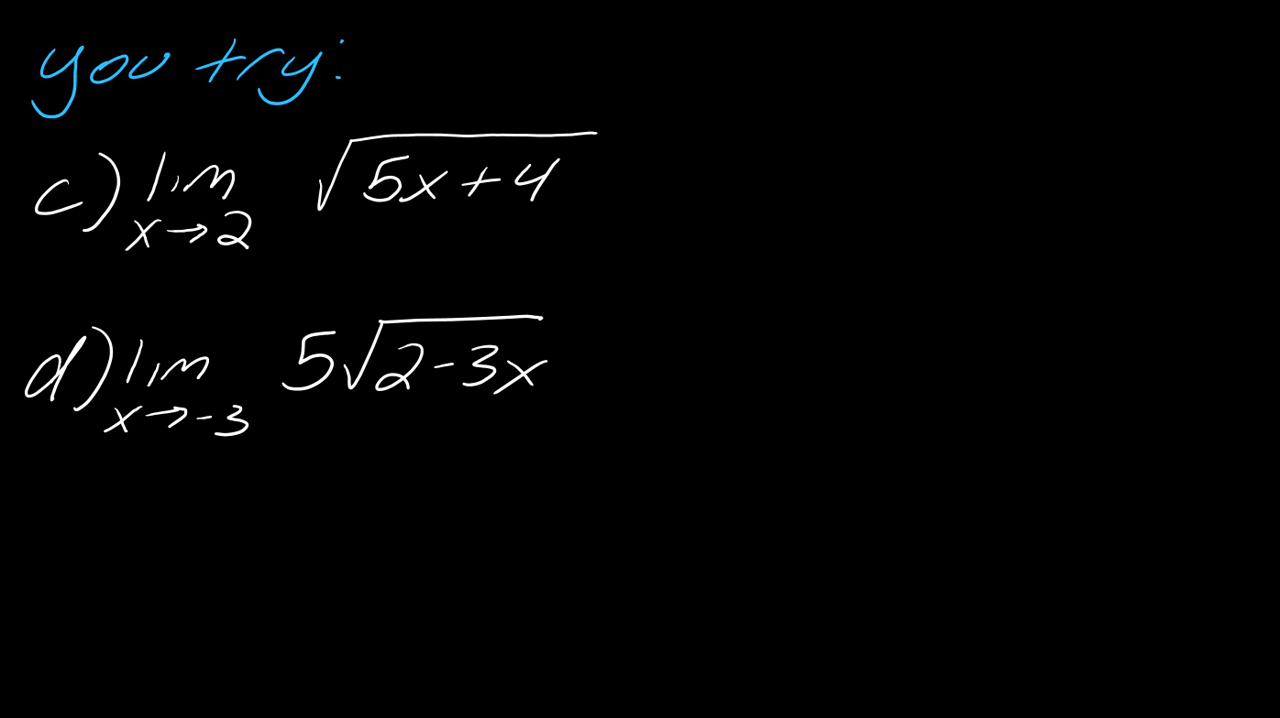 you try:
c) lim √5x+4
x→2
d) lim 5√2-3x
x→-3